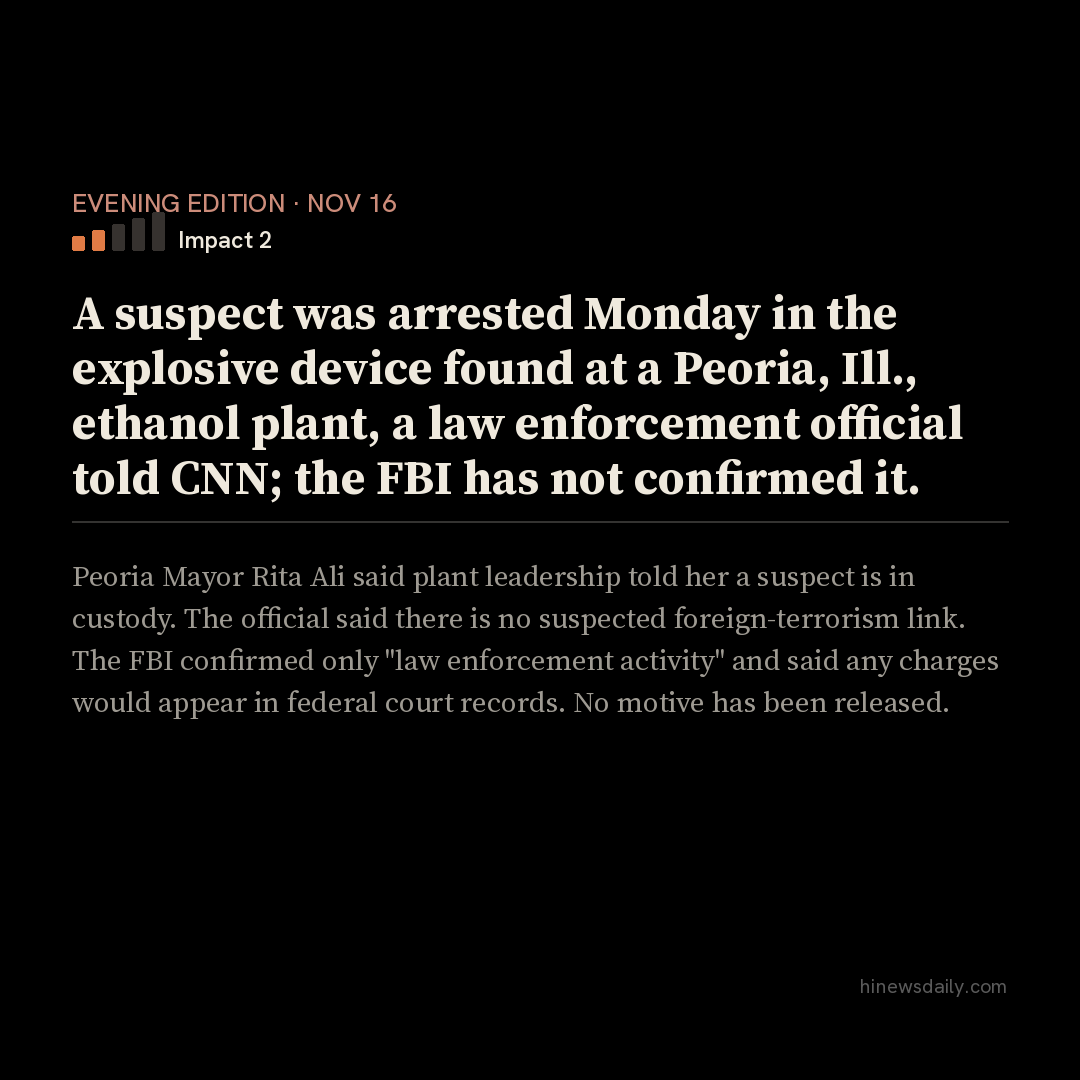 EVENING EDITION · NOV 16
Impact 2
A suspect was arrested Monday in the
explosive device found at a Peoria, Ill.,
ethanol plant, a law enforcement official
told CNN; the FBI has not confirmed it.
Peoria Mayor Rita Ali said plant leadership told her a suspect is in
custody. The official said there is no suspected foreign-terrorism link.
The FBI confirmed only "law enforcement activity" and said any charges
would appear in federal court records. No motive has been released.
hinewsdaily.com